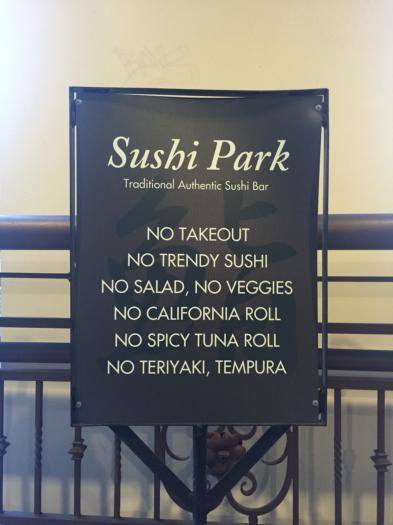 Sushi Park
Traditional Authentic Sushi Bar
NO TAKEOUT
NO TRENDY SUSHI
NO SALAD, NO VEGGIES
NO CALIFORNIA ROLL
NO SPICY TUNA ROLL
NO TERIYAKI, TEMPURA